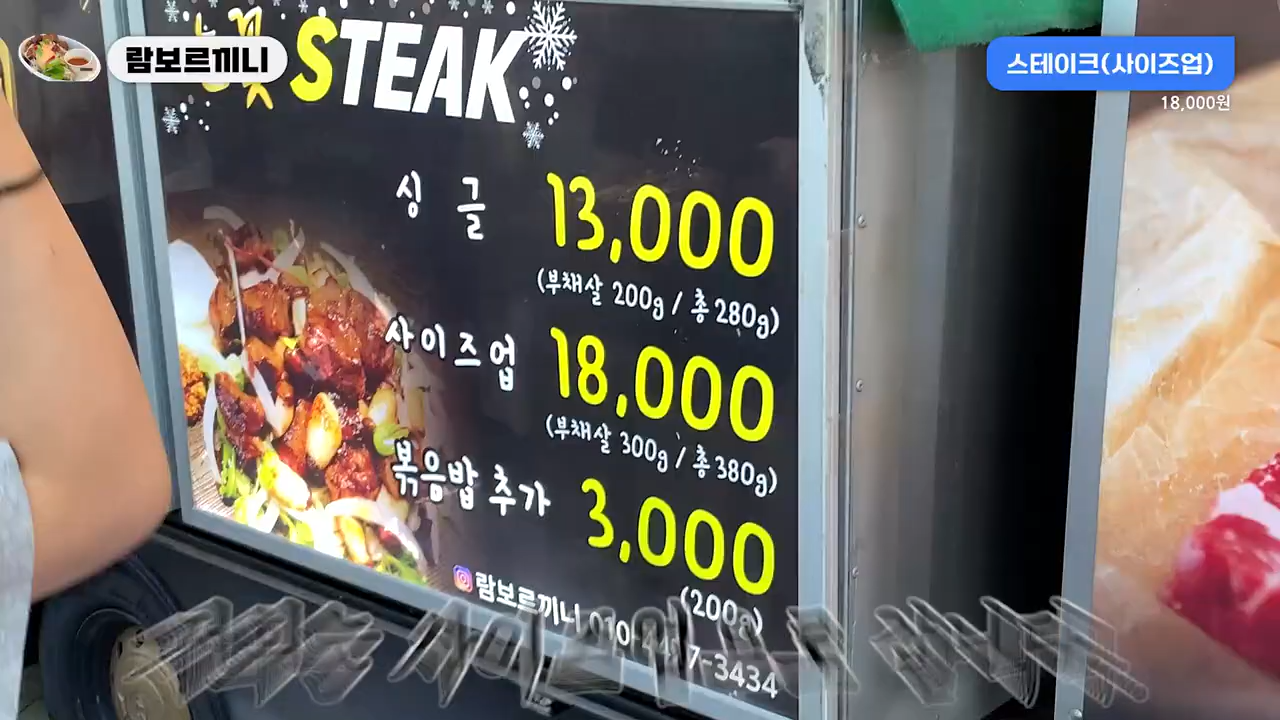 람보르끼니
스테이크(사이즈업)
18,000원
눈꽃 STEAK
싱글 13,000
(부채살 200g / 총 280g)
사이즈업 18,000
(부채살 300g / 총 380g)
볶음밥 추가 3,000
(200g)
람보르끼니